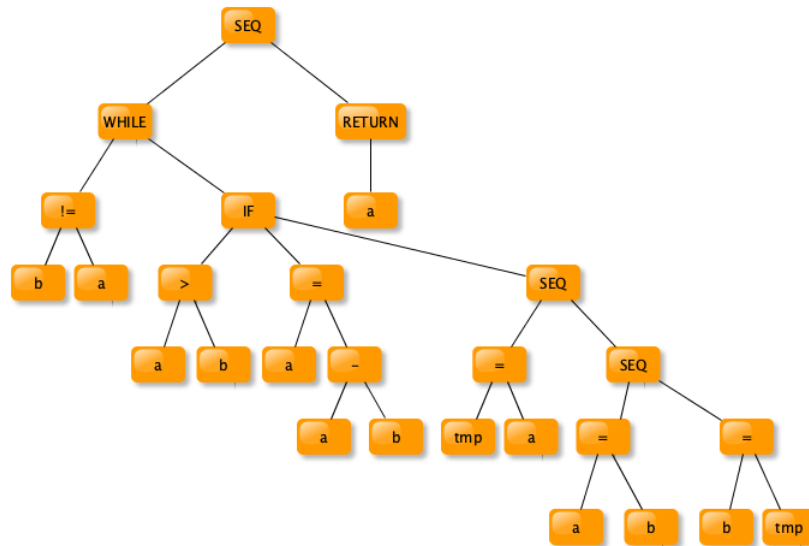 SEQ
WHILE RETURN
!= IF a
b a > = SEQ
a b a - = SEQ
a b tmp a = =
a b b tmp